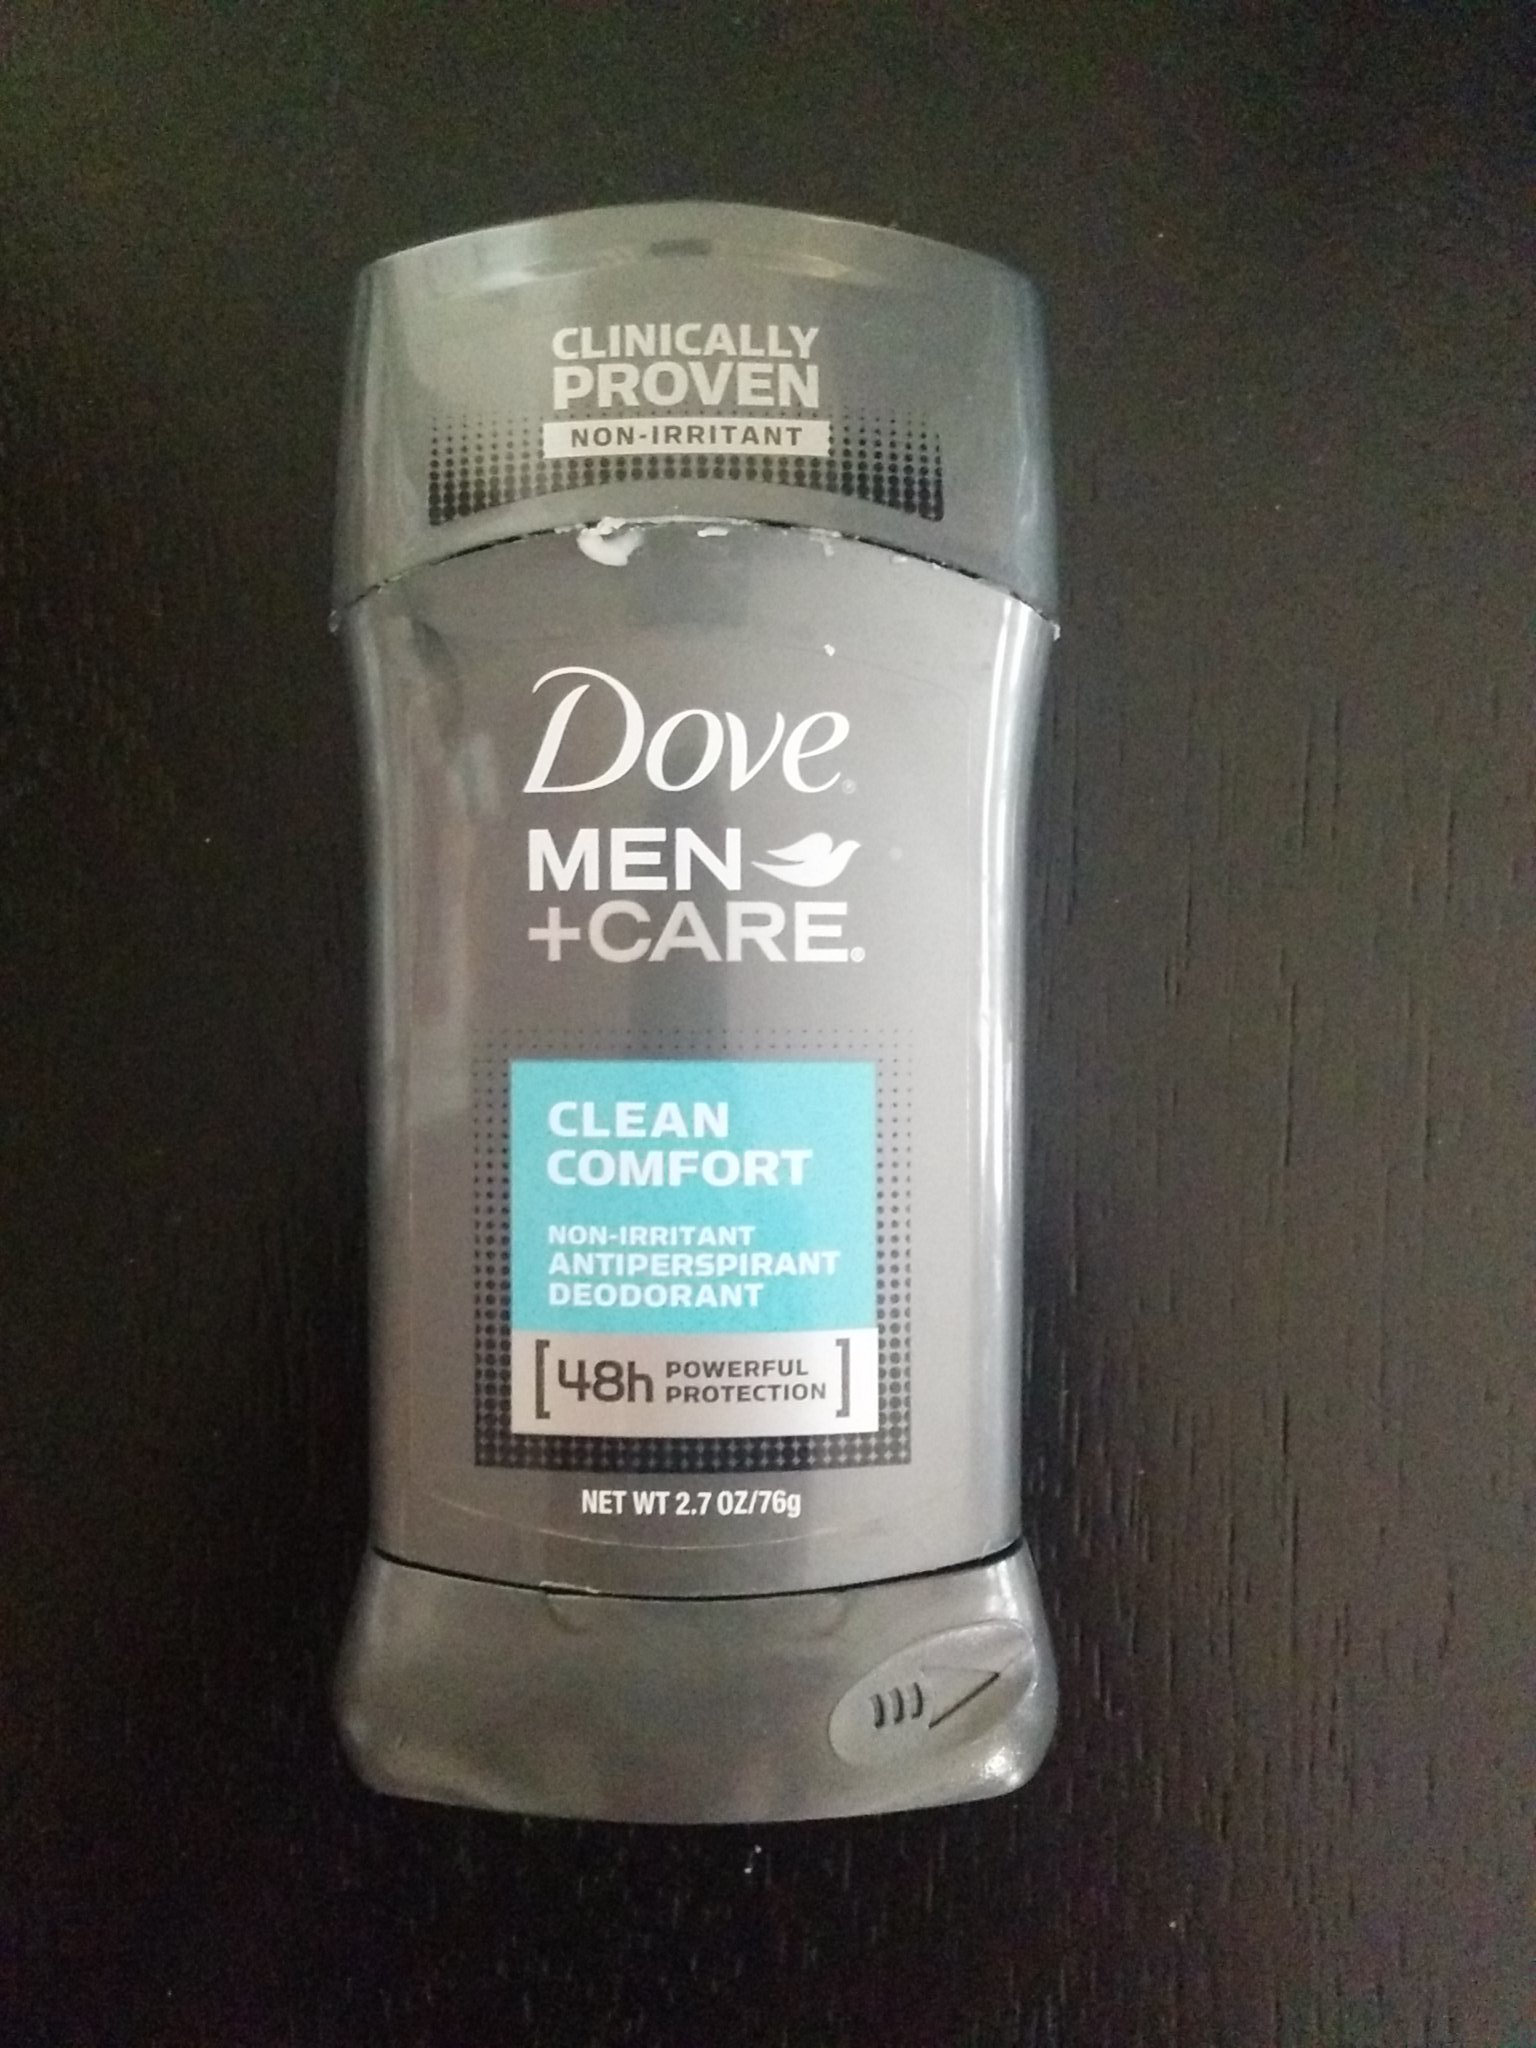 CLINICALLY
PROVEN
NON-IRRITANT
Dove®
MEN
+CARE®
CLEAN
COMFORT
NON-IRRITANT
ANTIPERSPIRANT
DEODORANT
[48h POWERFUL
PROTECTION]
NET WT 2.7 OZ/76g